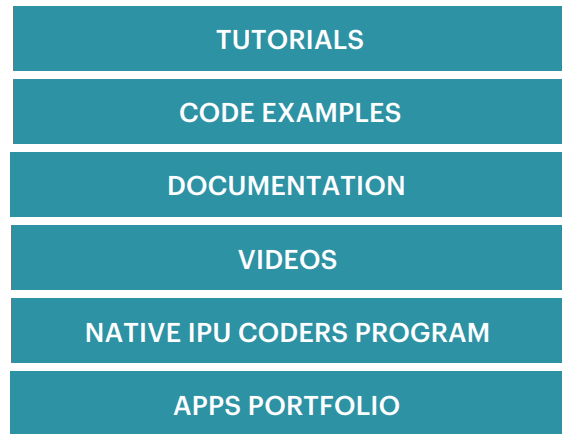 TUTORIALS
CODE EXAMPLES
DOCUMENTATION
VIDEOS
NATIVE IPU CODERS PROGRAM
APPS PORTFOLIO